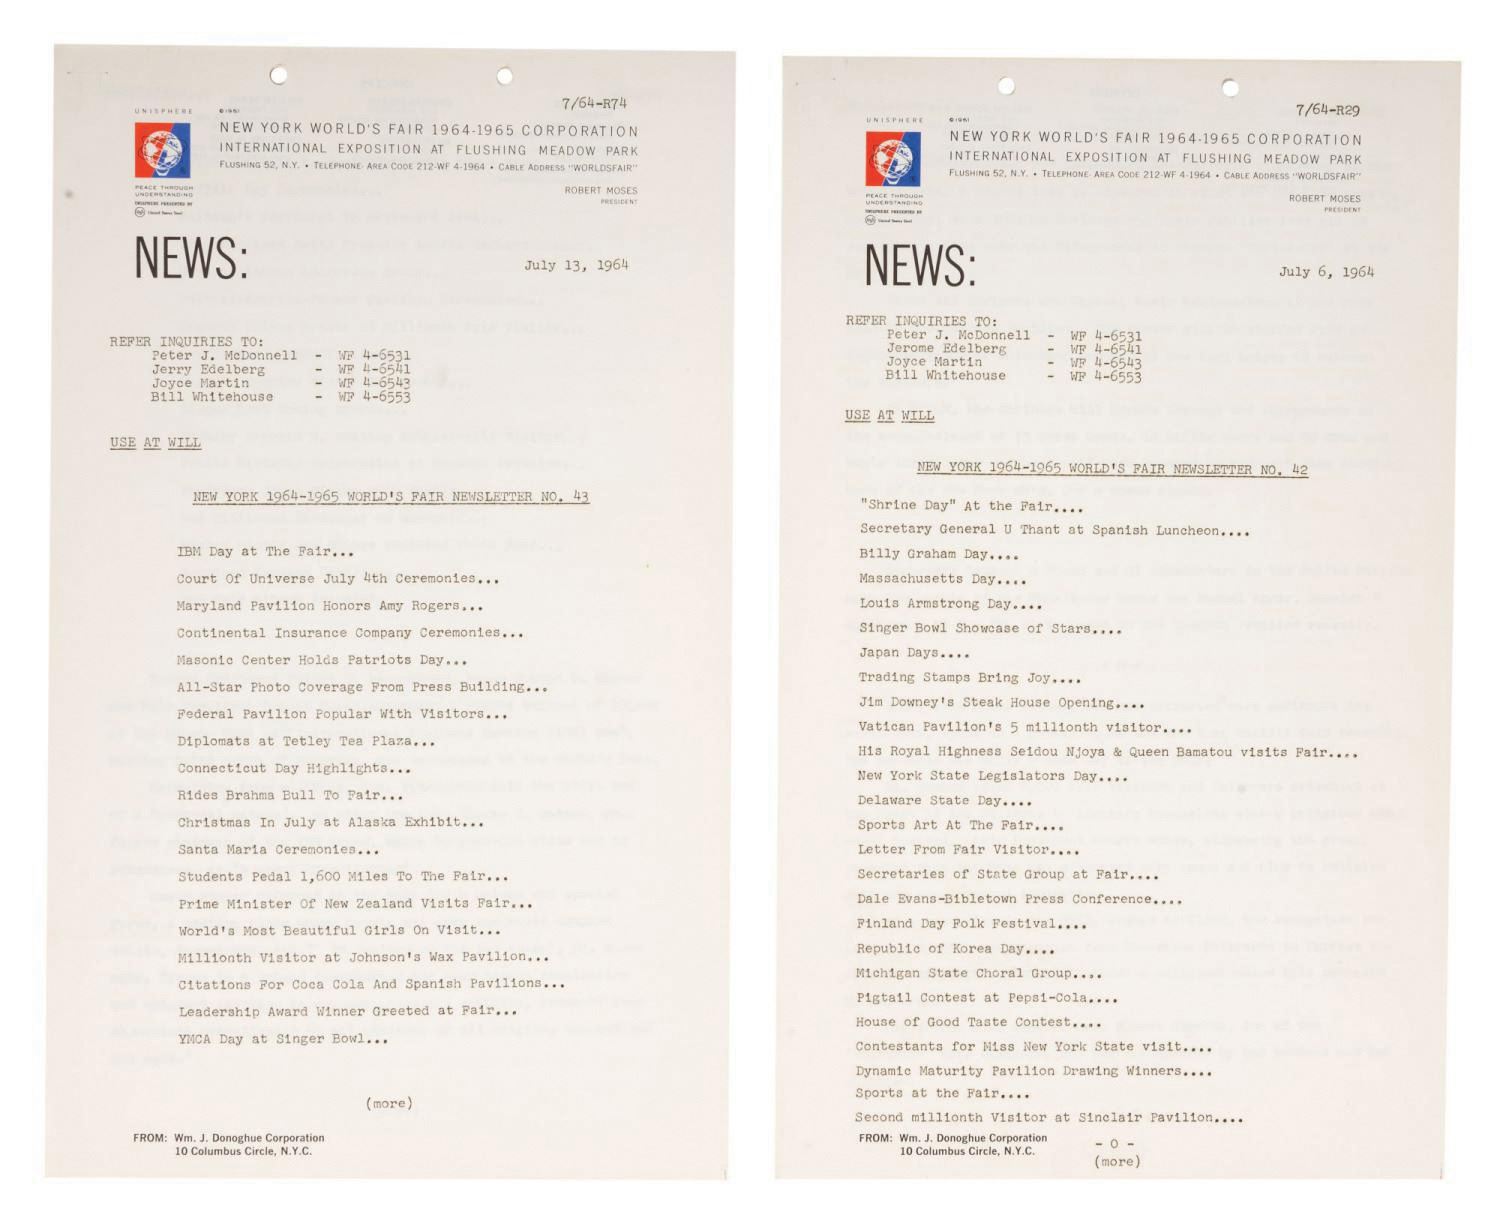 7/64-R74
UNISPHERE ©1961
NEW YORK WORLD'S FAIR 1964-1965 CORPORATION
INTERNATIONAL EXPOSITION AT FLUSHING MEADOW PARK
FLUSHING 52, N.Y. • TELEPHONE- AREA CODE 212-WF 4-1964 • CABLE ADDRESS "WORLDSFAIR"
PEACE THROUGH
UNDERSTANDING
UNISPHERE PRESENTED BY
United States Steel
ROBERT MOSES
PRESIDENT
NEWS:
July 13, 1964
REFER INQUIRIES TO:
Peter J. McDonnell - WF 4-6531
Jerry Edelberg - WF 4-6541
Joyce Martin - WF 4-6543
Bill Whitehouse - WF 4-6553
USE AT WILL
NEW YORK 1964-1965 WORLD'S FAIR NEWSLETTER NO. 43
IBM Day at The Fair...
Court Of Universe July 4th Ceremonies...
Maryland Pavilion Honors Amy Rogers...
Continental Insurance Company Ceremonies...
Masonic Center Holds Patriots Day...
All-Star Photo Coverage From Press Building...
Federal Pavilion Popular With Visitors...
Diplomats at Tetley Tea Plaza...
Connecticut Day Highlights...
Rides Brahma Bull To Fair...
Christmas In July at Alaska Exhibit...
Santa Maria Ceremonies...
Students Pedal 1,600 Miles To The Fair...
Prime Minister Of New Zealand Visits Fair...
World's Most Beautiful Girls On Visit...
Millionth Visitor at Johnson's Wax Pavilion...
Citations For Coca Cola And Spanish Pavilions...
Leadership Award Winner Greeted at Fair...
YMCA Day at Singer Bowl...
(more)
FROM: Wm. J. Donoghue Corporation
10 Columbus Circle, N.Y.C.
7/64-R29
UNISPHERE ©1961
NEW YORK WORLD'S FAIR 1964-1965 CORPORATION
INTERNATIONAL EXPOSITION AT FLUSHING MEADOW PARK
FLUSHING 52, N.Y. • TELEPHONE- AREA CODE 212-WF 4-1964 • CABLE ADDRESS "WORLDSFAIR"
PEACE THROUGH
UNDERSTANDING
UNISPHERE PRESENTED BY
United States Steel
ROBERT MOSES
PRESIDENT
NEWS:
July 6, 1964
REFER INQUIRIES TO:
Peter J. McDonnell - WF 4-6531
Jerome Edelberg - WF 4-6541
Joyce Martin - WF 4-6543
Bill Whitehouse - WF 4-6553
USE AT WILL
NEW YORK 1964-1965 WORLD'S FAIR NEWSLETTER NO. 42
"Shrine Day" At the Fair....
Secretary General U Thant at Spanish Luncheon....
Billy Graham Day....
Massachusetts Day....
Louis Armstrong Day....
Singer Bowl Showcase of Stars....
Japan Days....
Trading Stamps Bring Joy....
Jim Downey's Steak House Opening....
Vatican Pavilion's 5 millionth visitor....
His Royal Highness Seidou Njoya & Queen Bamatou visits Fair....
New York State Legislators Day....
Delaware State Day....
Sports Art At The Fair....
Letter From Fair Visitor....
Secretaries of State Group at Fair....
Dale Evans-Bibletown Press Conference....
Finland Day Folk Festival....
Republic of Korea Day....
Michigan State Choral Group....
Pigtail Contest at Pepsi-Cola....
House of Good Taste Contest....
Contestants for Miss New York State visit....
Dynamic Maturity Pavilion Drawing Winners....
Sports at the Fair....
Second millionth Visitor at Sinclair Pavilion....
FROM: Wm. J. Donoghue Corporation
10 Columbus Circle, N.Y.C.
- 0 -
(more)